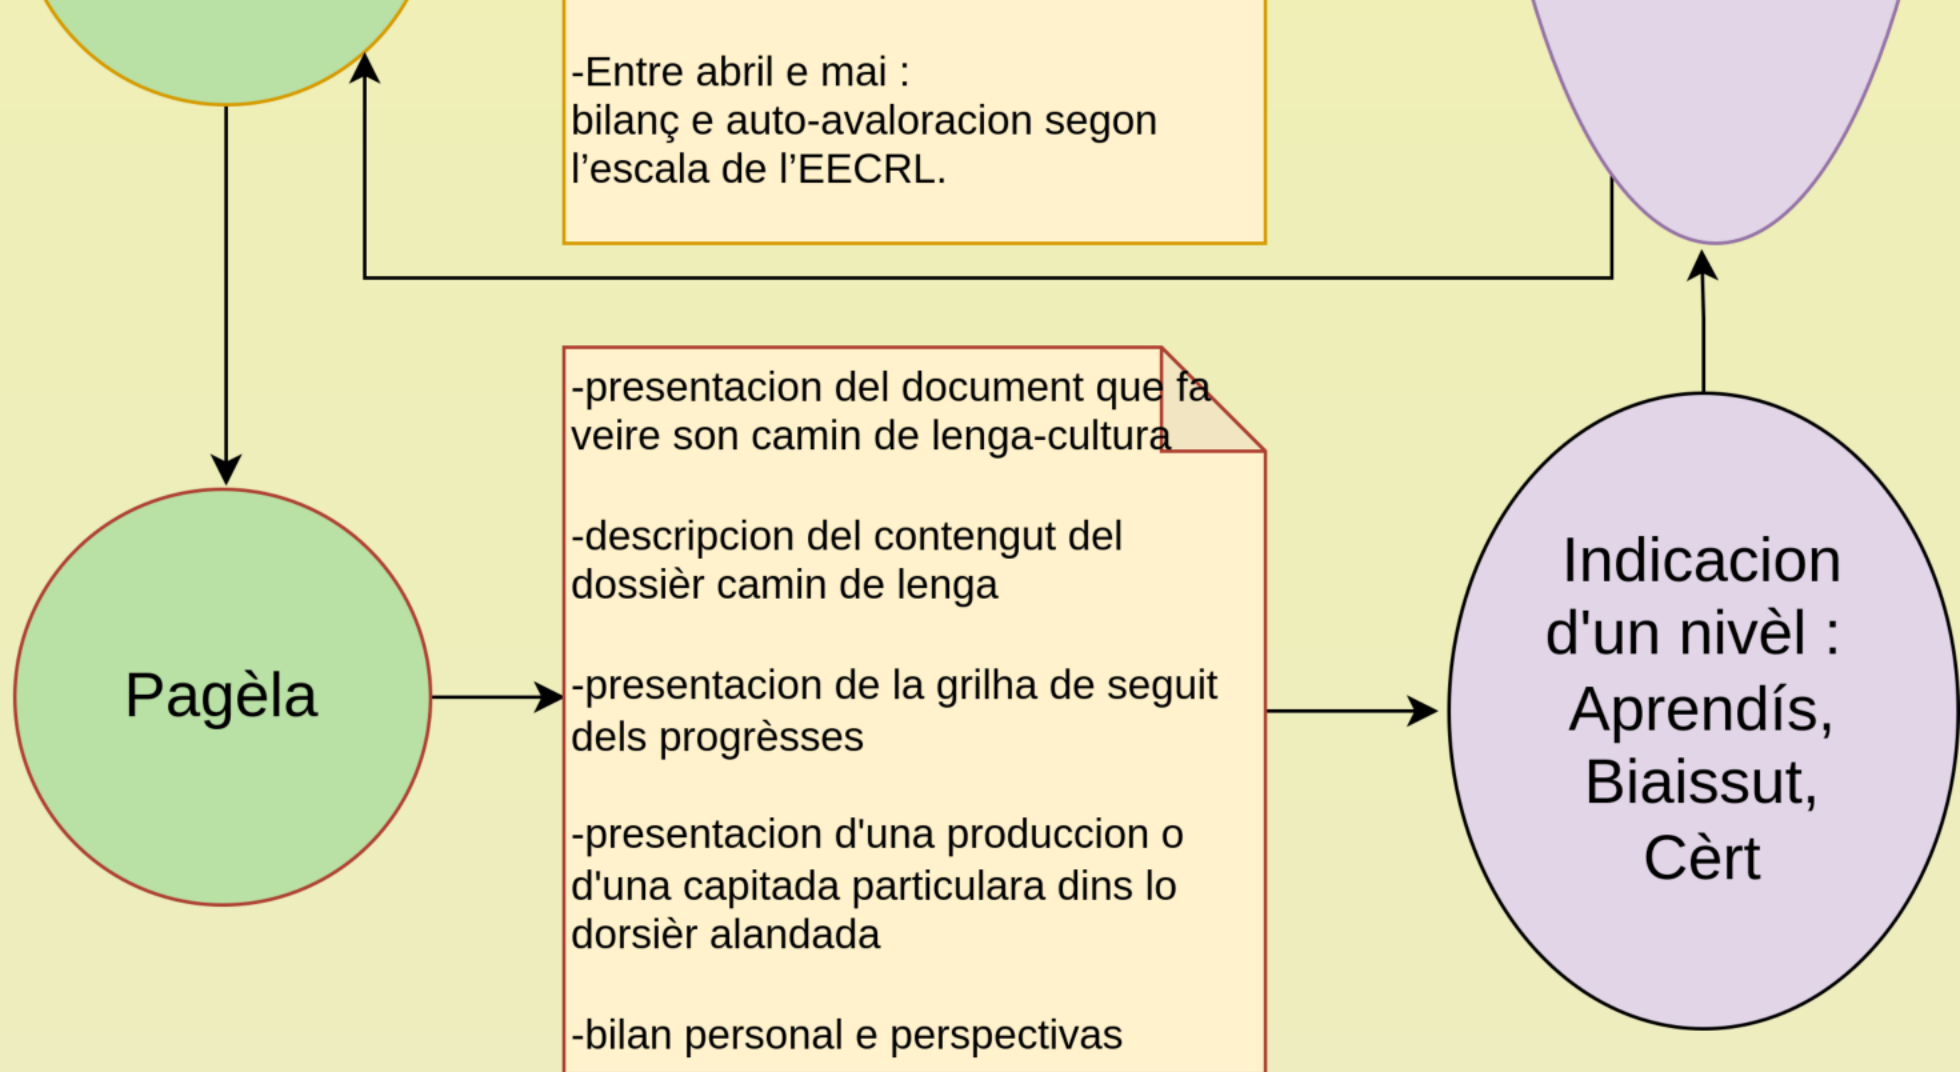 -Entre abril e mai :
bilanç e auto-avaloracion segon
l’escala de l’EECRL.
Pagèla
-presentacion del document que fa
veire son camin de lenga-cultura
-descripcion del contengut del
dossièr camin de lenga
-presentacion de la grilha de seguit
dels progrèsses
-presentacion d'una produccion o
d'una capitada particulara dins lo
dorsièr alandada
-bilan personal e perspectivas
Indicacion
d'un nivèl :
Aprendís,
Biaissut,
Cèrt